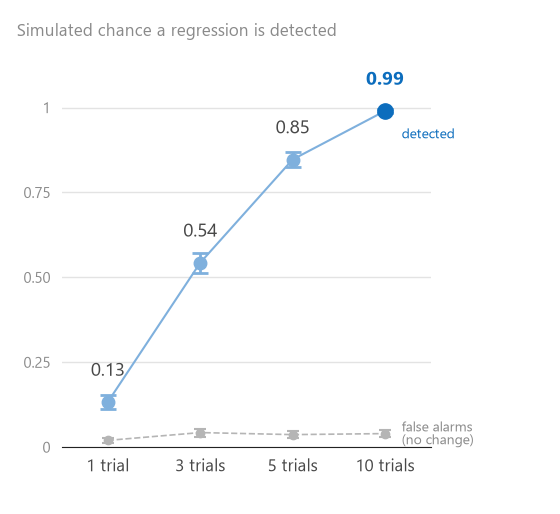 Simulated chance a regression is detected
0.99
1
detected
0.85
0.75
0.54
0.50
0.25
0.13
false alarms
(no change)
0
1 trial
3 trials
5 trials
10 trials